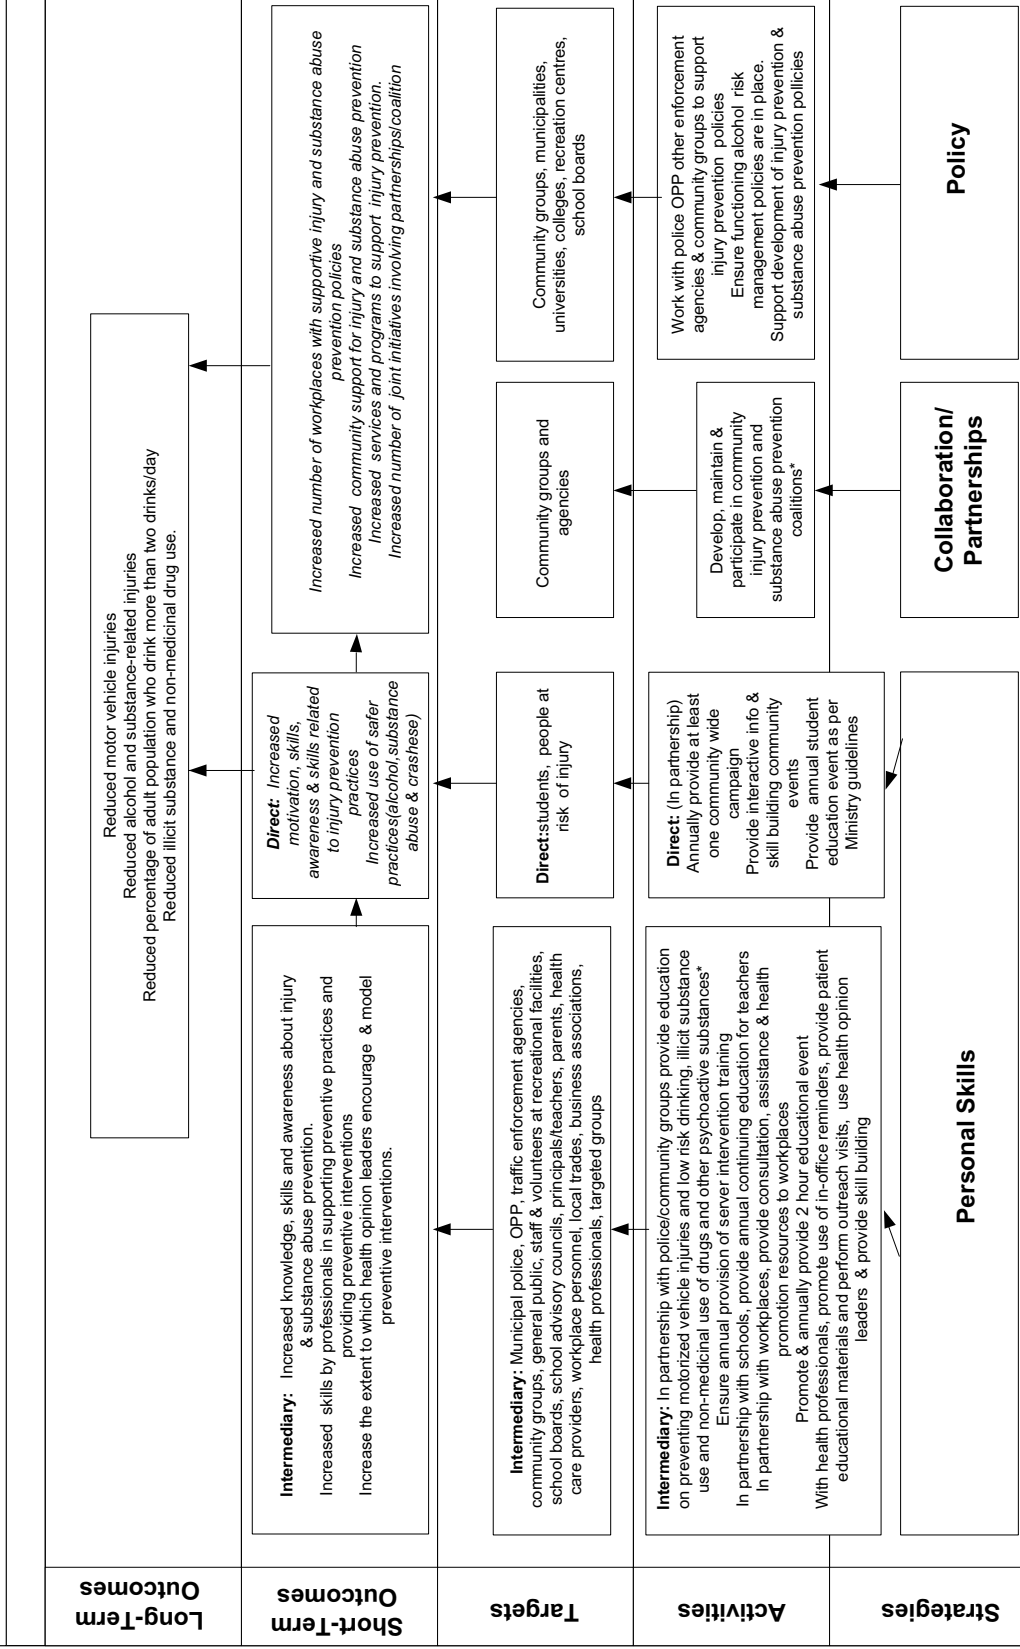 Long-Term
Outcomes
Reduced motor vehicle injuries
Reduced alcohol and substance-related injuries
Reduced percentage of adult population who drink more than two drinks/day
Reduced illicit substance and non-medicinal drug use.
Short-Term
Outcomes
Intermediary: Increased knowledge, skills and awareness about injury
& substance abuse prevention.
Increased skills by professionals in supporting preventive practices and
providing preventive interventions
Increase the extent to which health opinion leaders encourage & model
preventive interventions.
Direct: Increased
motivation, skills,
awareness & skills related
to injury prevention
practices
Increased use of safer
practices(alcohol,substance
abuse & crashese)
Increased number of workplaces with supportive injury and substance abuse
prevention policies
Increased community support for injury and substance abuse prevention
Increased services and programs to support injury prevention.
Increased number of joint initiatives involving partnerships/coalition
Targets
Intermediary: Municipal police, OPP, traffic enforcement agencies,
community groups, general public, staff & volunteers at recreational facilities,
school boards, school advisory councils, principals/teachers, parents, health
care providers, workplace personnel, local trades, business associations,
health professionals, targeted groups
Direct:students, people at
risk of injury
Community groups and
agencies
Community groups, municipalities,
universities, colleges, recreation centres,
school boards
Activities
Intermediary: In partnership with police/community groups provide education
on preventing motorized vehicle injuries and low risk drinking, illicit substance
use and non-medicinal use of drugs and other psychoactive substances*
Ensure annual provision of server intervention training
In partnership with schools, provide annual continuing education for teachers
In partnership with workplaces, provide consultation, assistance & health
promotion resources to workplaces
Promote & annually provide 2 hour educational event
With health professionals, promote use of in-office reminders, provide patient
educational materials and perform outreach visits, use health opinion
leaders & provide skill building
Direct: (In partnership)
Annually provide at least
one community wide
campaign
Provide interactive info &
skill building community
events
Provide annual student
education event as per
Ministry guidelines
Develop, maintain &
participate in community
injury prevention and
substance abuse prevention
coalitions*
Work with police OPP other enforcement
agencies & community groups to support
injury prevention policies
Ensure functioning alcohol risk
management policies are in place.
Support development of injury prevention &
substance abuse prevention pollicies
Strategies
Personal Skills
Collaboration/
Partnerships
Policy